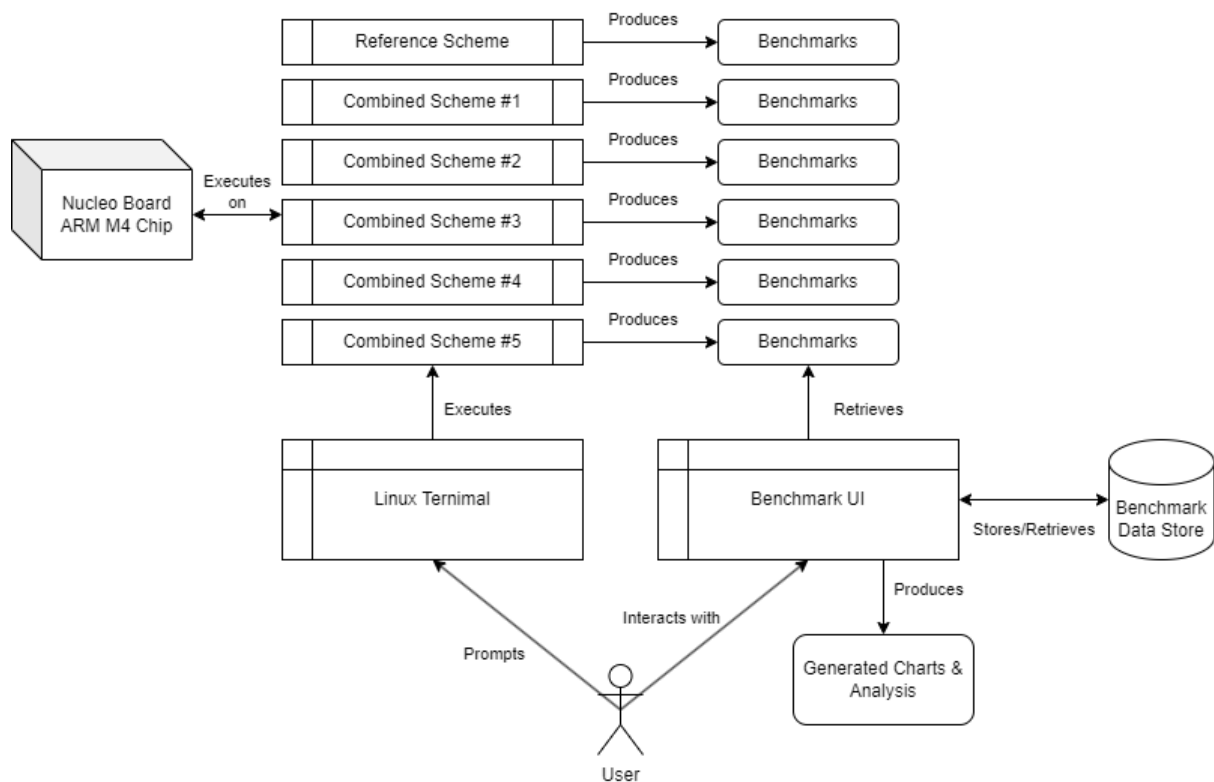 Reference Scheme
Produces
Benchmarks
Combined Scheme #1
Produces
Benchmarks
Combined Scheme #2
Produces
Benchmarks
Nucleo Board
ARM M4 Chip
Executes
on
Combined Scheme #3
Produces
Benchmarks
Combined Scheme #4
Produces
Benchmarks
Combined Scheme #5
Produces
Benchmarks
Executes
Retrieves
Linux Ternimal
Benchmark UI
Stores/Retrieves
Benchmark
Data Store
Produces
Prompts
Interacts with
Generated Charts &
Analysis
User